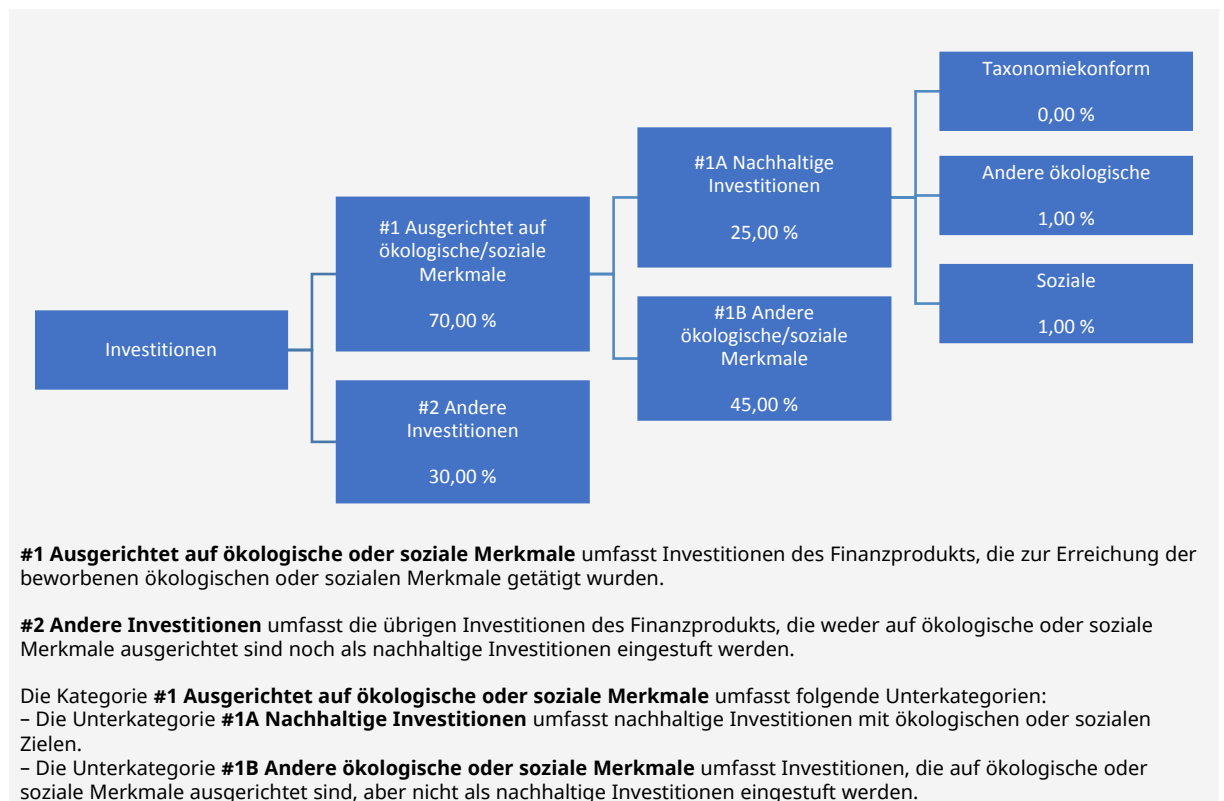 Investitionen
#1 Ausgerichtet auf
ökologische/soziale
Merkmale
70,00 %
#2 Andere
Investitionen
30,00 %
#1A Nachhaltige
Investitionen
25,00 %
#1B Andere
ökologische/soziale
Merkmale
45,00 %
Taxonomiekonform
0,00 %
Andere ökologische
1,00 %
Soziale
1,00 %
#1 Ausgerichtet auf ökologische oder soziale Merkmale umfasst Investitionen des Finanzprodukts, die zur Erreichung der
beworbenen ökologischen oder sozialen Merkmale getätigt wurden.
#2 Andere Investitionen umfasst die übrigen Investitionen des Finanzprodukts, die weder auf ökologische oder soziale
Merkmale ausgerichtet sind noch als nachhaltige Investitionen eingestuft werden.
Die Kategorie #1 Ausgerichtet auf ökologische oder soziale Merkmale umfasst folgende Unterkategorien:
– Die Unterkategorie #1A Nachhaltige Investitionen umfasst nachhaltige Investitionen mit ökologischen oder sozialen
Zielen.
– Die Unterkategorie #1B Andere ökologische oder soziale Merkmale umfasst Investitionen, die auf ökologische oder
soziale Merkmale ausgerichtet sind, aber nicht als nachhaltige Investitionen eingestuft werden.